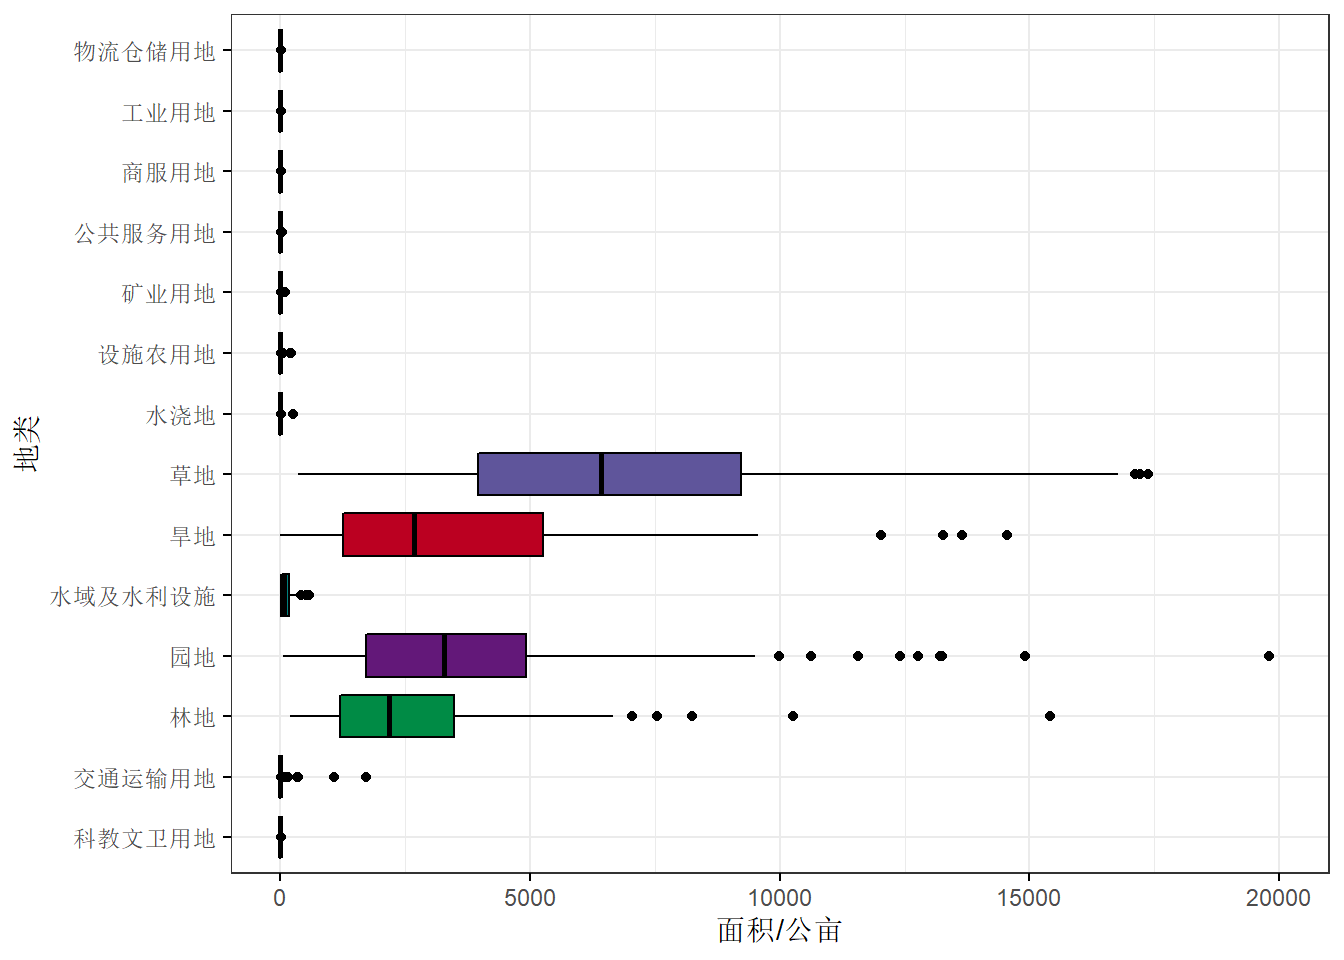 物流仓储用地
工业用地
商服用地
公共服务用地
矿业用地
设施农用地
水浇地
草地
旱地
水域及水利设施
园地
林地
交通运输用地
科教文卫用地
地类
0 5000 10000 15000 20000
面积/公亩